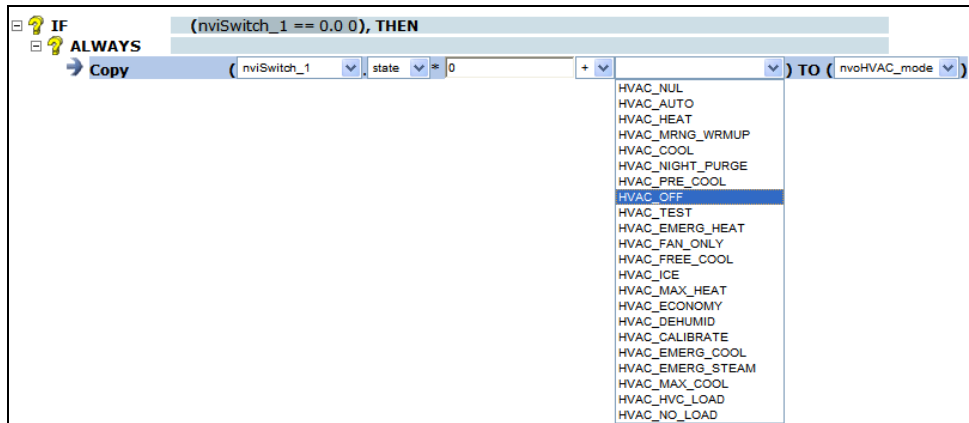 IF (nviSwitch_1 == 0.0 0), THEN
ALWAYS
Copy ( nviSwitch_1 . state * 0 + ) TO ( nvoHVAC_mode )
HVAC_NUL
HVAC_AUTO
HVAC_HEAT
HVAC_MRNG_WRMUP
HVAC_COOL
HVAC_NIGHT_PURGE
HVAC_PRE_COOL
HVAC_OFF
HVAC_TEST
HVAC_EMERG_HEAT
HVAC_FAN_ONLY
HVAC_FREE_COOL
HVAC_ICE
HVAC_MAX_HEAT
HVAC_ECONOMY
HVAC_DEHUMID
HVAC_CALIBRATE
HVAC_EMERG_COOL
HVAC_EMERG_STEAM
HVAC_MAX_COOL
HVAC_HVC_LOAD
HVAC_NO_LOAD